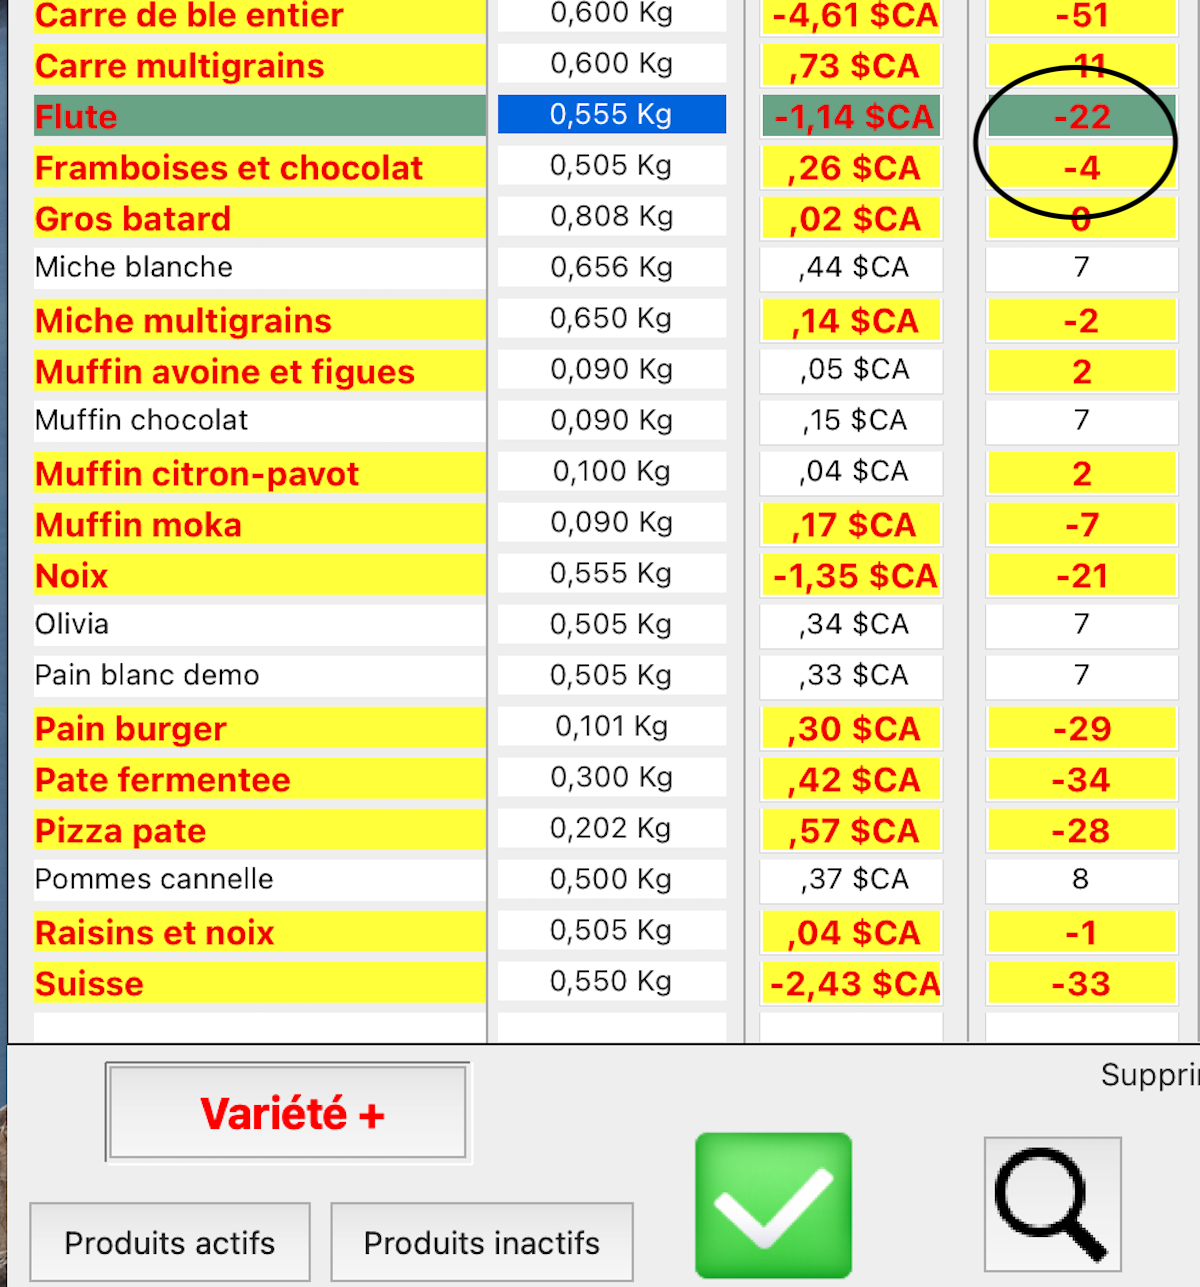 Carre de ble entier 0,600 Kg -4,61 $CA -51
Carre multigrains 0,600 Kg ,73 $CA 11
Flute 0,555 Kg -1,14 $CA -22
Framboises et chocolat 0,505 Kg ,26 $CA -4
Gros batard 0,808 Kg ,02 $CA 0
Miche blanche 0,656 Kg ,44 $CA 7
Miche multigrains 0,650 Kg ,14 $CA -2
Muffin avoine et figues 0,090 Kg ,05 $CA 2
Muffin chocolat 0,090 Kg ,15 $CA 7
Muffin citron-pavot 0,100 Kg ,04 $CA 2
Muffin moka 0,090 Kg ,17 $CA -7
Noix 0,555 Kg -1,35 $CA -21
Olivia 0,505 Kg ,34 $CA 7
Pain blanc demo 0,505 Kg ,33 $CA 7
Pain burger 0,101 Kg ,30 $CA -29
Pate fermentee 0,300 Kg ,42 $CA -34
Pizza pate 0,202 Kg ,57 $CA -28
Pommes cannelle 0,500 Kg ,37 $CA 8
Raisins et noix 0,505 Kg ,04 $CA -1
Suisse 0,550 Kg -2,43 $CA -33
Suppri
Variété +
Produits actifs Produits inactifs